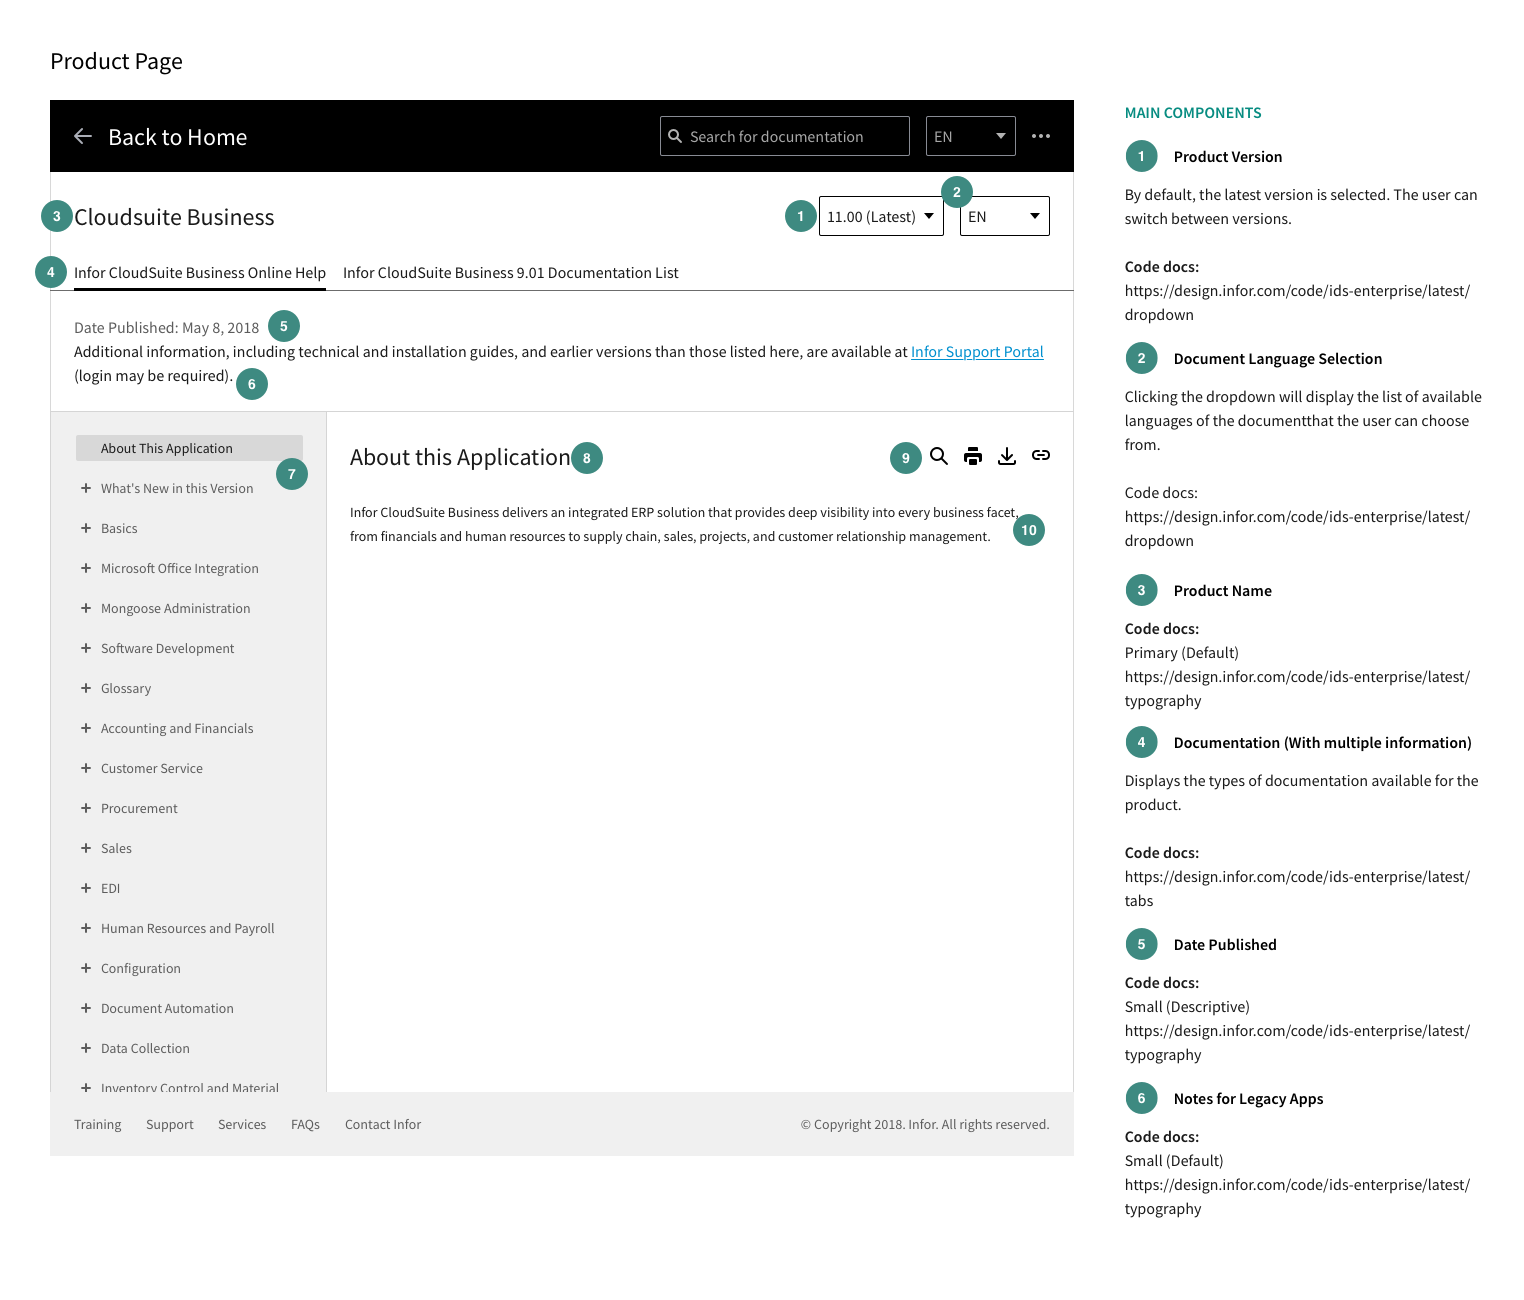 Product Page
Back to Home
Search for documentation
EN
3
Cloudsuite Business
1
11.00 (Latest)
2
EN
4
Infor CloudSuite Business Online Help
Infor CloudSuite Business 9.01 Documentation List
Date Published: May 8, 2018
5
Additional information, including technical and installation guides, and earlier versions than those listed here, are available at Infor Support Portal
(login may be required).
6
About This Application
7
What's New in this Version
Basics
Microsoft Office Integration
Mongoose Administration
Software Development
Glossary
Accounting and Financials
Customer Service
Procurement
Sales
EDI
Human Resources and Payroll
Configuration
Document Automation
Data Collection
Inventory Control and Material
About this Application
8
9
Infor CloudSuite Business delivers an integrated ERP solution that provides deep visibility into every business facet,
from financials and human resources to supply chain, sales, projects, and customer relationship management.
10
Training
Support
Services
FAQs
Contact Infor
© Copyright 2018. Infor. All rights reserved.
MAIN COMPONENTS
1
Product Version
By default, the latest version is selected. The user can
switch between versions.
Code docs:
https://design.infor.com/code/ids-enterprise/latest/
dropdown
2
Document Language Selection
Clicking the dropdown will display the list of available
languages of the documentthat the user can choose
from.
Code docs:
https://design.infor.com/code/ids-enterprise/latest/
dropdown
3
Product Name
Code docs:
Primary (Default)
https://design.infor.com/code/ids-enterprise/latest/
typography
4
Documentation (With multiple information)
Displays the types of documentation available for the
product.
Code docs:
https://design.infor.com/code/ids-enterprise/latest/
tabs
5
Date Published
Code docs:
Small (Descriptive)
https://design.infor.com/code/ids-enterprise/latest/
typography
6
Notes for Legacy Apps
Code docs:
Small (Default)
https://design.infor.com/code/ids-enterprise/latest/
typography